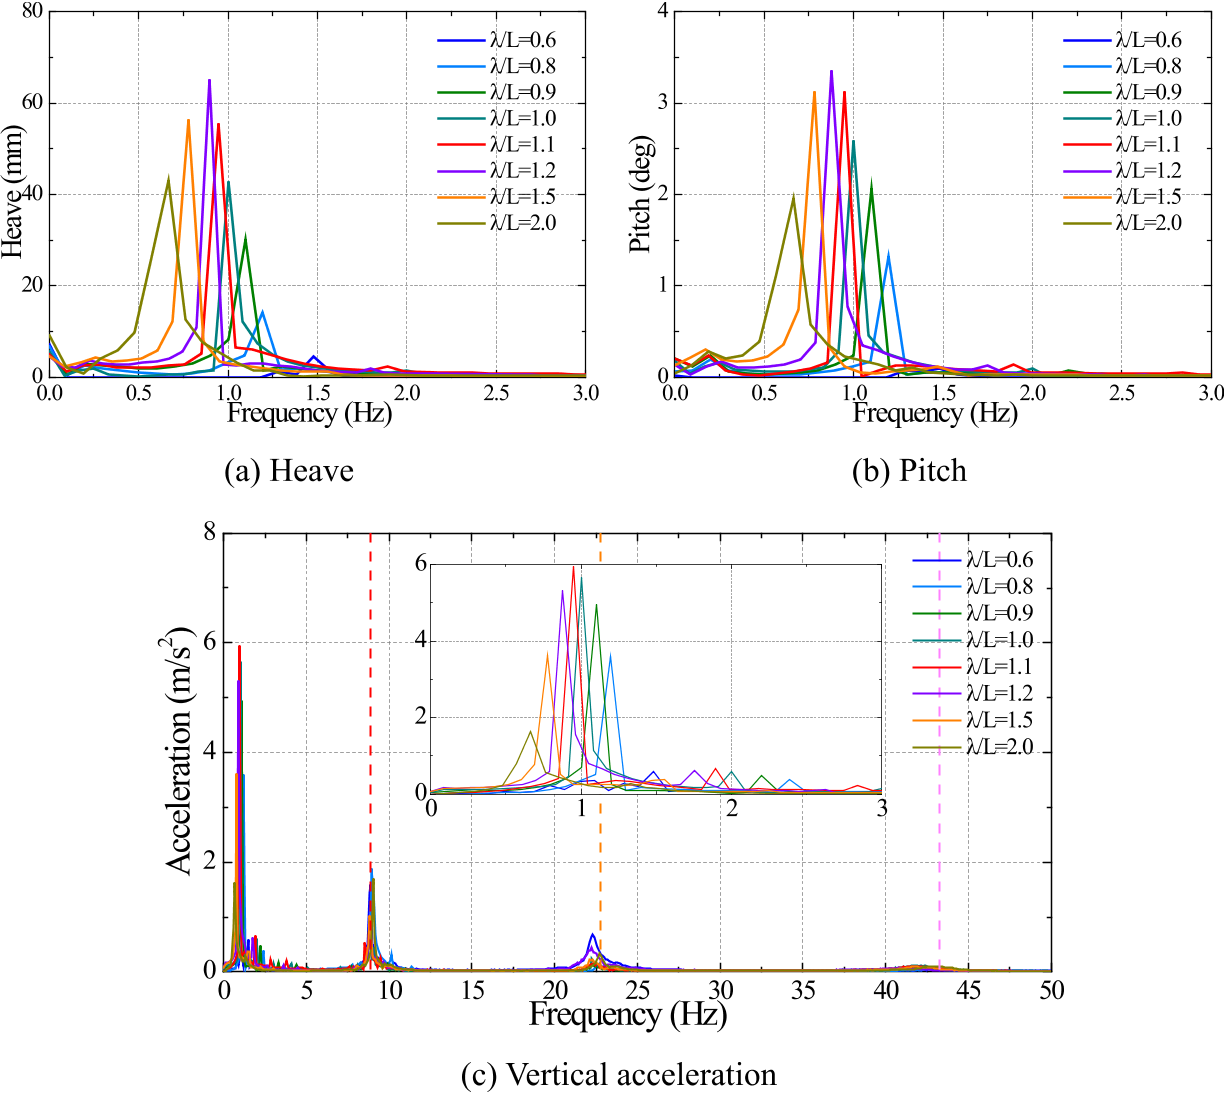 80
60
40
20
0
Heave (mm)
λ/L=0.6
λ/L=0.8
λ/L=0.9
λ/L=1.0
λ/L=1.1
λ/L=1.2
λ/L=1.5
λ/L=2.0
0.0 0.5 1.0 1.5 2.0 2.5 3.0
Frequency (Hz)
(a) Heave
4
3
2
1
0
Pitch (deg)
λ/L=0.6
λ/L=0.8
λ/L=0.9
λ/L=1.0
λ/L=1.1
λ/L=1.2
λ/L=1.5
λ/L=2.0
0.0 0.5 1.0 1.5 2.0 2.5 3.0
Frequency (Hz)
(b) Pitch
8
6
4
2
0
Acceleration (m/s²)
6
4
2
0
0 1 2 3
λ/L=0.6
λ/L=0.8
λ/L=0.9
λ/L=1.0
λ/L=1.1
λ/L=1.2
λ/L=1.5
λ/L=2.0
0 5 10 15 20 25 30 35 40 45 50
Frequency (Hz)
(c) Vertical acceleration